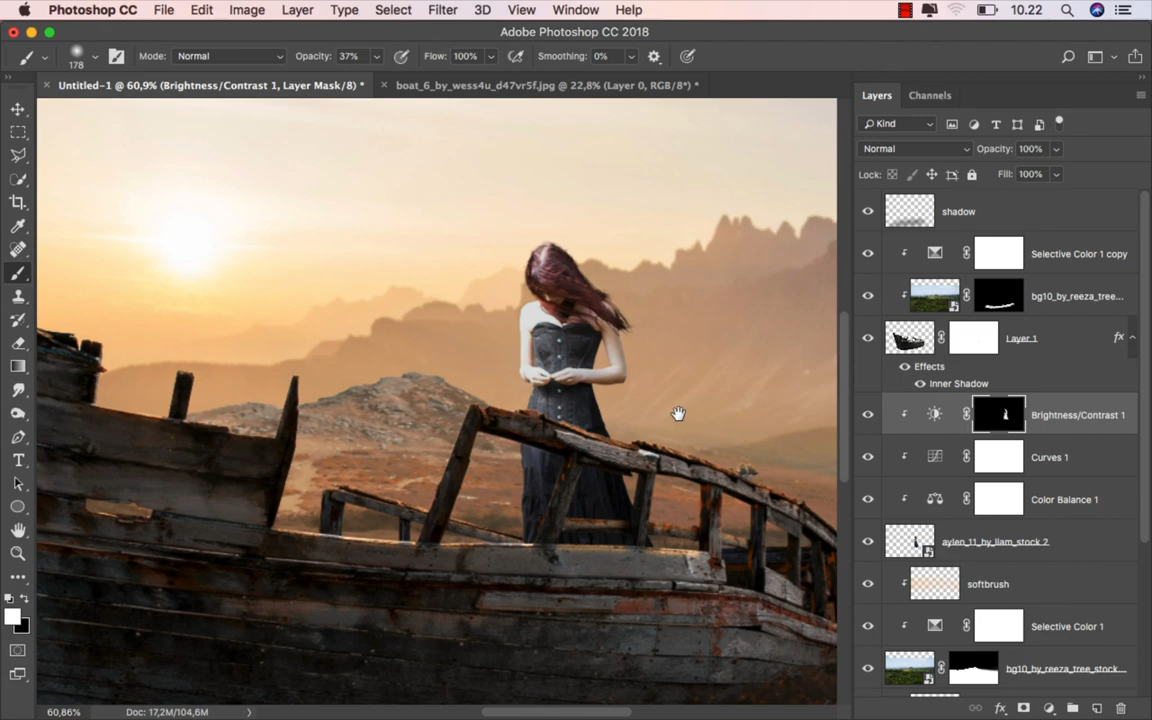 Photoshop CC File Edit Image Layer Type Select Filter 3D View Window Help 10.22
Adobe Photoshop CC 2018
178 Mode: Normal Opacity: 37% Flow: 100% Smoothing: 0%
Untitled-1 @ 60,9% (Brightness/Contrast 1, Layer Mask/8) * boat_6_by_wess4u_d47vr5f.jpg @ 22,8% (Layer 0, RGB/8*) *
Layers Channels
Kind
Normal Opacity: 100%
Lock: Fill: 100%
shadow
Selective Color 1 copy
bg10_by_reeza_tree...
Layer 1 fx
Effects
Inner Shadow
Brightness/Contrast 1
Curves 1
Color Balance 1
aylen_11_by_liam_stock 2
softbrush
Selective Color 1
bg10_by_reeza_tree_stock...
60,86% Doc: 17,2M/104,6M
fx